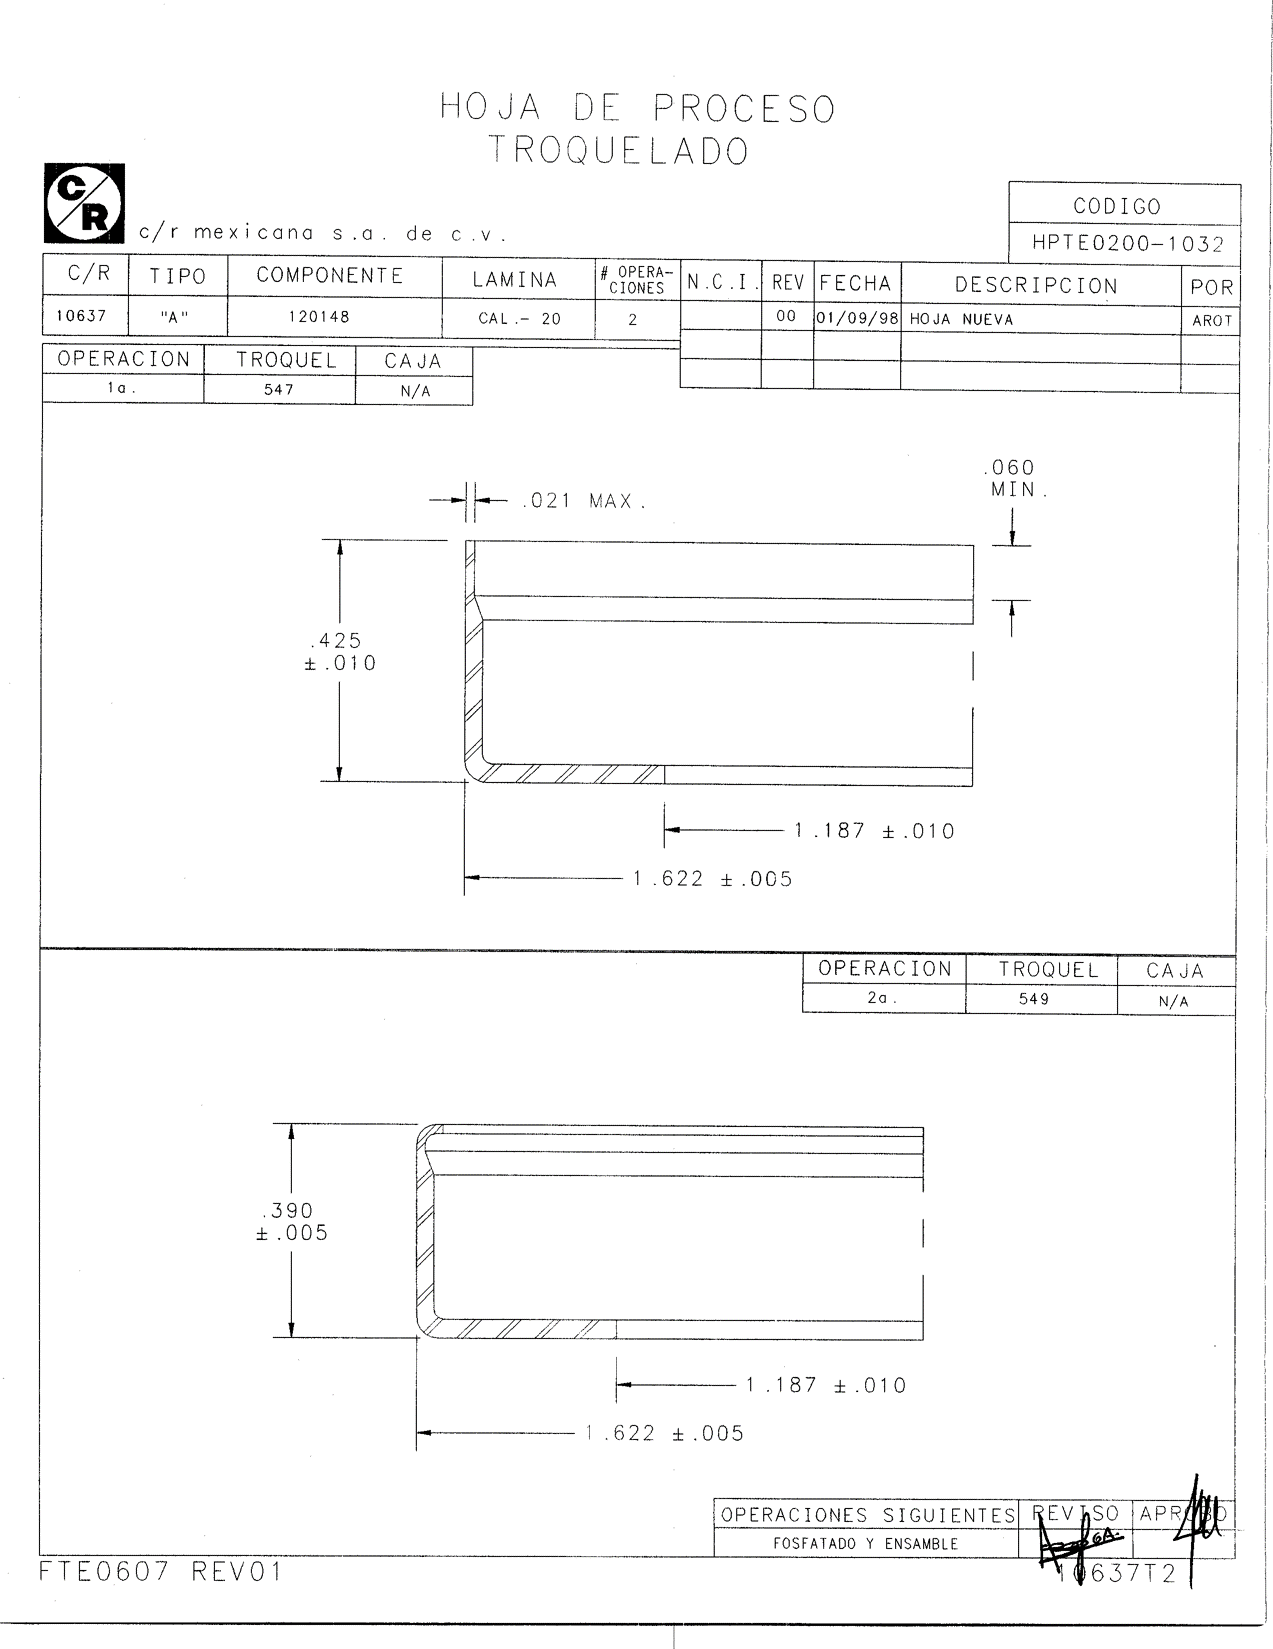 HOJA DE PROCESO
TROQUELADO
C/R
c/r mexicana s.a. de c.v.
CODIGO
HPTE0200-1032
C/R TIPO COMPONENTE LAMINA # OPERA-CIONES N.C.I. REV FECHA DESCRIPCION POR
10637 "A" 120148 CAL.- 20 2 00 01/09/98 HOJA NUEVA AROT
OPERACION TROQUEL CAJA
1a. 547 N/A
.060
MIN.
.021 MAX.
.425
±.010
1.187 ±.010
1.622 ±.005
OPERACION TROQUEL CAJA
2a. 549 N/A
.390
±.005
1.187 ±.010
1.622 ±.005
OPERACIONES SIGUIENTES REVISO APROBO
FOSFATADO Y ENSAMBLE
FTE0607 REV01
10637T2